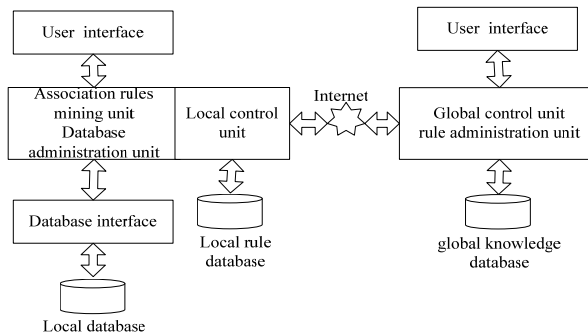 User interface
User interface
Association rules
mining unit
Database
administration unit
Local control
unit
Internet
Global control unit
rule administration unit
Database interface
Local rule
database
global knowledge
database
Local database